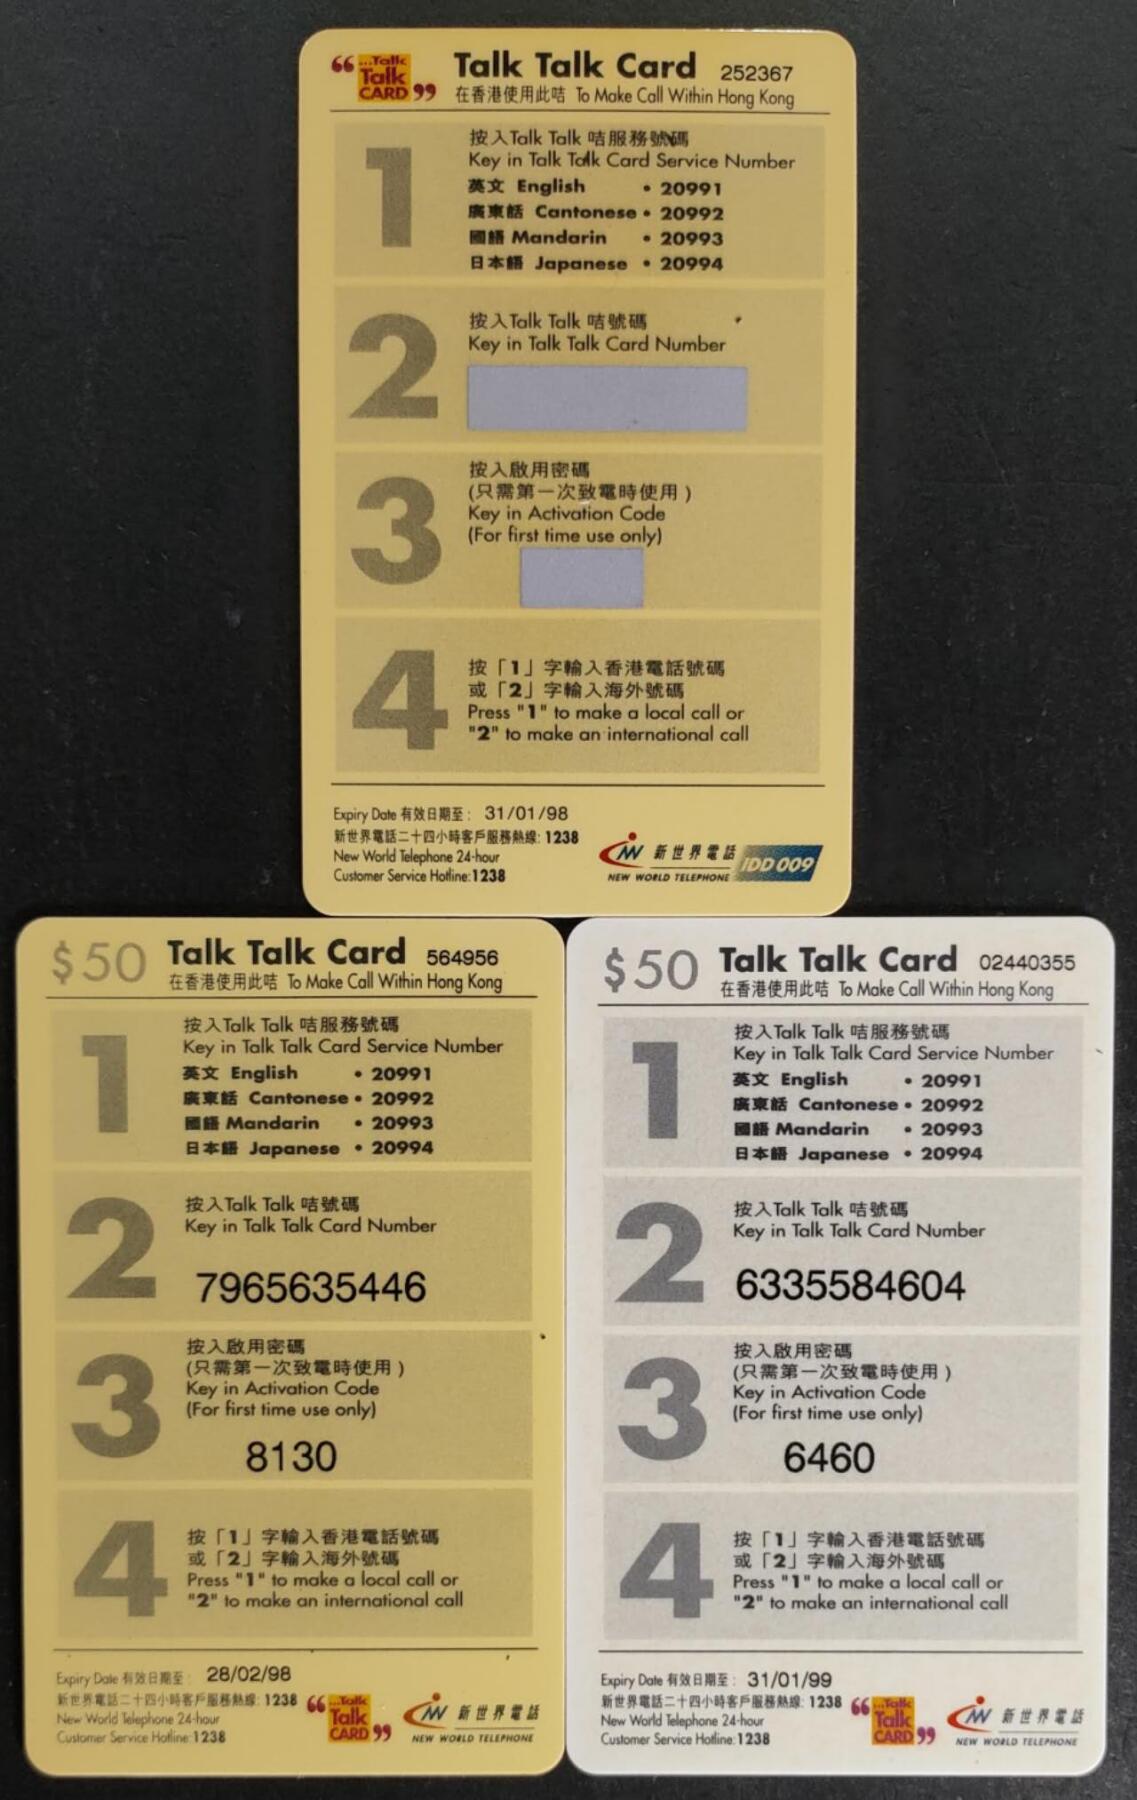 ...Talk
Talk
CARD
Talk Talk Card 252367
在香港使用此咭 To Make Call Within Hong Kong
1
按入Talk Talk 咭服務號碼
Key in Talk Talk Card Service Number
英文 English • 20991
廣東話 Cantonese • 20992
國語 Mandarin • 20993
日本語 Japanese • 20994
2
按入Talk Talk 咭號碼
Key in Talk Talk Card Number
3
按入啟用密碼
(只需第一次致電時使用)
Key in Activation Code
(For first time use only)
4
按「1」字輸入香港電話號碼
或「2」字輸入海外號碼
Press "1" to make a local call or
"2" to make an international call
Expiry Date 有效日期至: 31/01/98
新世界電話二十四小時客戶服務熱線: 1238
New World Telephone 24-hour
Customer Service Hotline:1238
新世界電話
NEW WORLD TELEPHONE
IDD 009
$50 Talk Talk Card 564956
在香港使用此咭 To Make Call Within Hong Kong
1
按入Talk Talk 咭服務號碼
Key in Talk Talk Card Service Number
英文 English • 20991
廣東話 Cantonese • 20992
國語 Mandarin • 20993
日本語 Japanese • 20994
2
按入Talk Talk 咭號碼
Key in Talk Talk Card Number
7965635446
3
按入啟用密碼
(只需第一次致電時使用)
Key in Activation Code
(For first time use only)
8130
4
按「1」字輸入香港電話號碼
或「2」字輸入海外號碼
Press "1" to make a local call or
"2" to make an international call
Expiry Date 有效日期至: 28/02/98
新世界電話二十四小時客戶服務熱線: 1238
New World Telephone 24-hour
Customer Service Hotline:1238
...Talk
Talk
CARD
新世界電話
NEW WORLD TELEPHONE
$50 Talk Talk Card 02440355
在香港使用此咭 To Make Call Within Hong Kong
1
按入Talk Talk 咭服務號碼
Key in Talk Talk Card Service Number
英文 English • 20991
廣東話 Cantonese • 20992
國語 Mandarin • 20993
日本語 Japanese • 20994
2
按入Talk Talk 咭號碼
Key in Talk Talk Card Number
6335584604
3
按入啟用密碼
(只需第一次致電時使用)
Key in Activation Code
(For first time use only)
6460
4
按「1」字輸入香港電話號碼
或「2」字輸入海外號碼
Press "1" to make a local call or
"2" to make an international call
Expiry Date 有效日期至: 31/01/99
新世界電話二十四小時客戶服務熱線: 1238
New World Telephone 24-hour
Customer Service Hotline:1238
...Talk
Talk
CARD
新世界電話
NEW WORLD TELEPHONE